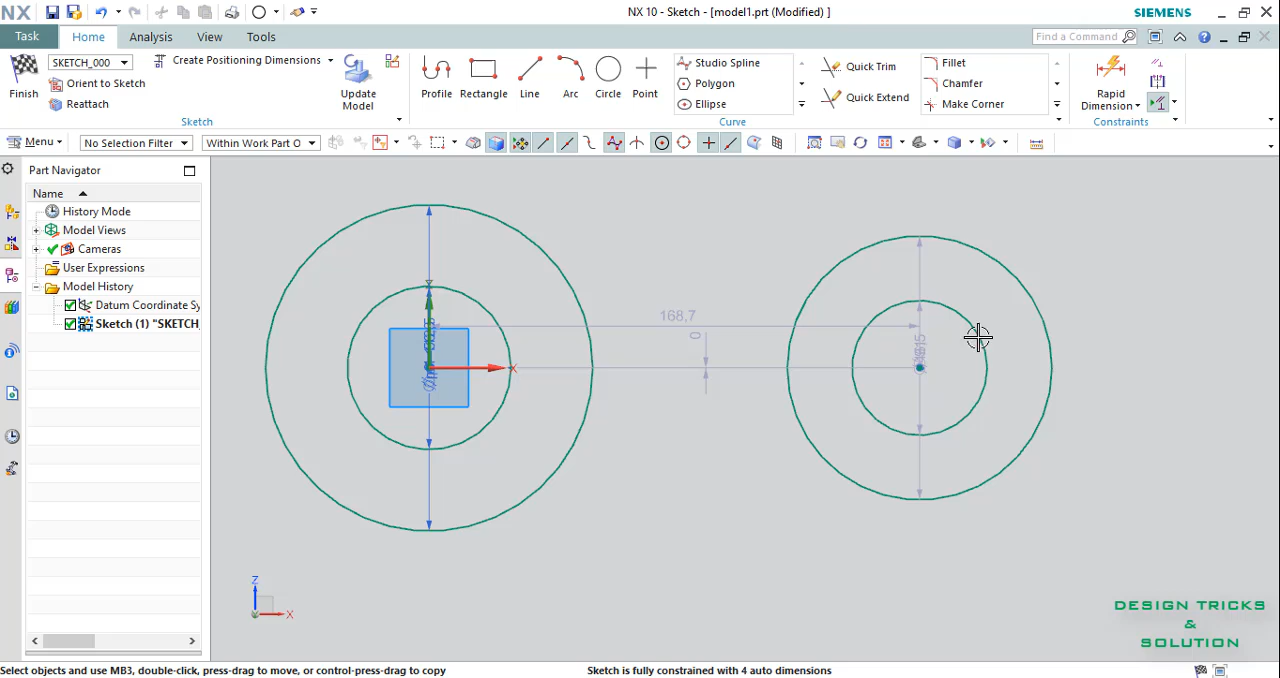 NX
NX 10 - Sketch - [model1.prt (Modified) ]
SIEMENS
Task
Home
Analysis
View
Tools
Find a Command
Finish
SKETCH_000
Create Positioning Dimensions
Orient to Sketch
Reattach
Update
Model
Sketch
Profile
Rectangle
Line
Arc
Circle
Point
Studio Spline
Polygon
Ellipse
Quick Trim
Quick Extend
Fillet
Chamfer
Make Corner
Curve
Rapid
Dimension
Constraints
Menu
No Selection Filter
Within Work Part O
Part Navigator
Name
History Mode
Model Views
Cameras
User Expressions
Model History
Datum Coordinate Sy
Sketch (1) "SKETCH_
168,7
0
X
Z
X
DESIGN TRICKS
&
SOLUTION
Select objects and use MB3, double-click, press-drag to move, or control-press-drag to copy
Sketch is fully constrained with 4 auto dimensions